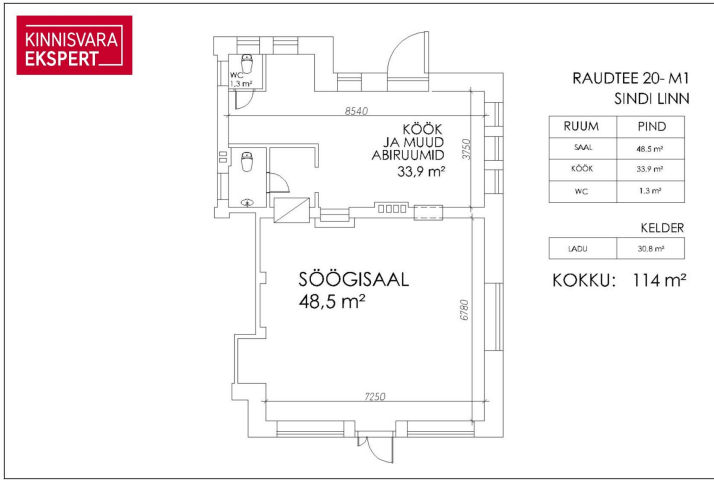 KINNISVARA
EKSPERT
RAUDTEE 20- M1
SINDI LINN
RUUM PIND
SAAL 48,5 m²
KÖÖK 33,9 m²
WC 1,3 m²
KELDER
LADU 30,8 m²
KOKKU: 114 m²
WC
1,3 m²
8540
KÖÖK
JA MUUD
ABIRUUMID
33,9 m²
3750
SÖÖGISAAL
48,5 m²
6780
7250